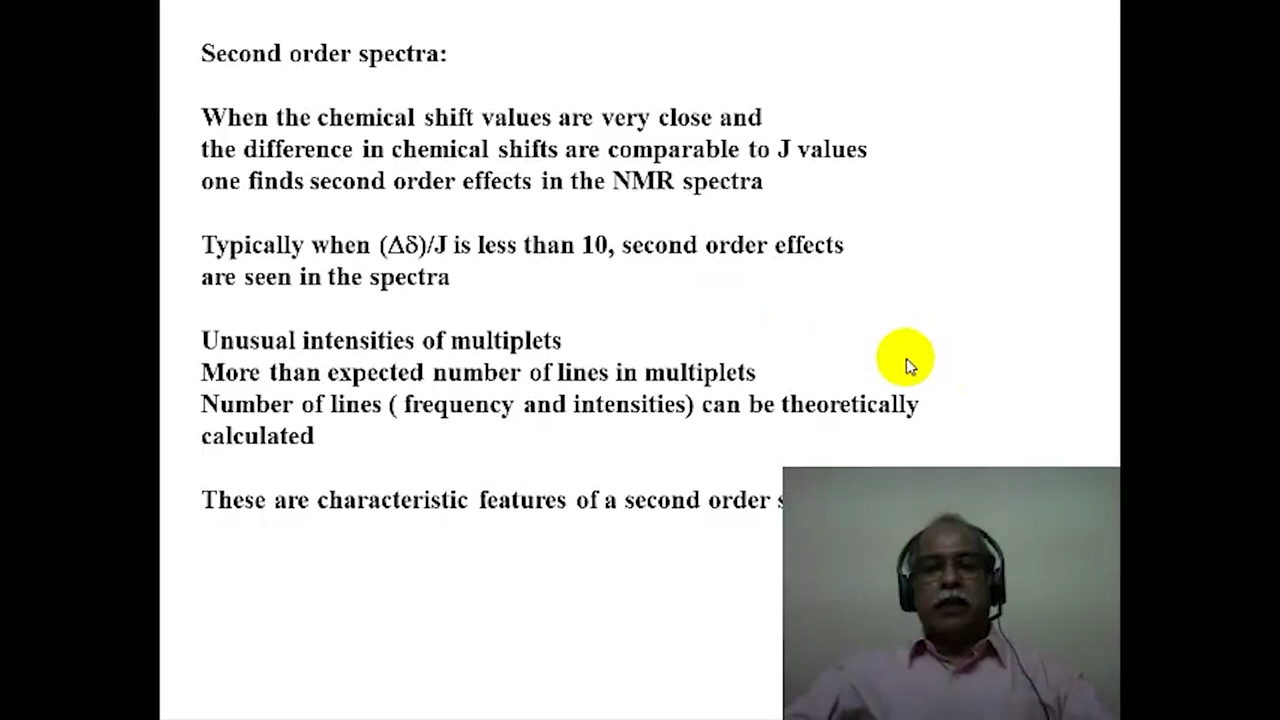 Second order spectra:
When the chemical shift values are very close and
the difference in chemical shifts are comparable to J values
one finds second order effects in the NMR spectra
Typically when (Δδ)/J is less than 10, second order effects
are seen in the spectra
Unusual intensities of multiplets
More than expected number of lines in multiplets
Number of lines ( frequency and intensities) can be theoretically
calculated
These are characteristic features of a second order